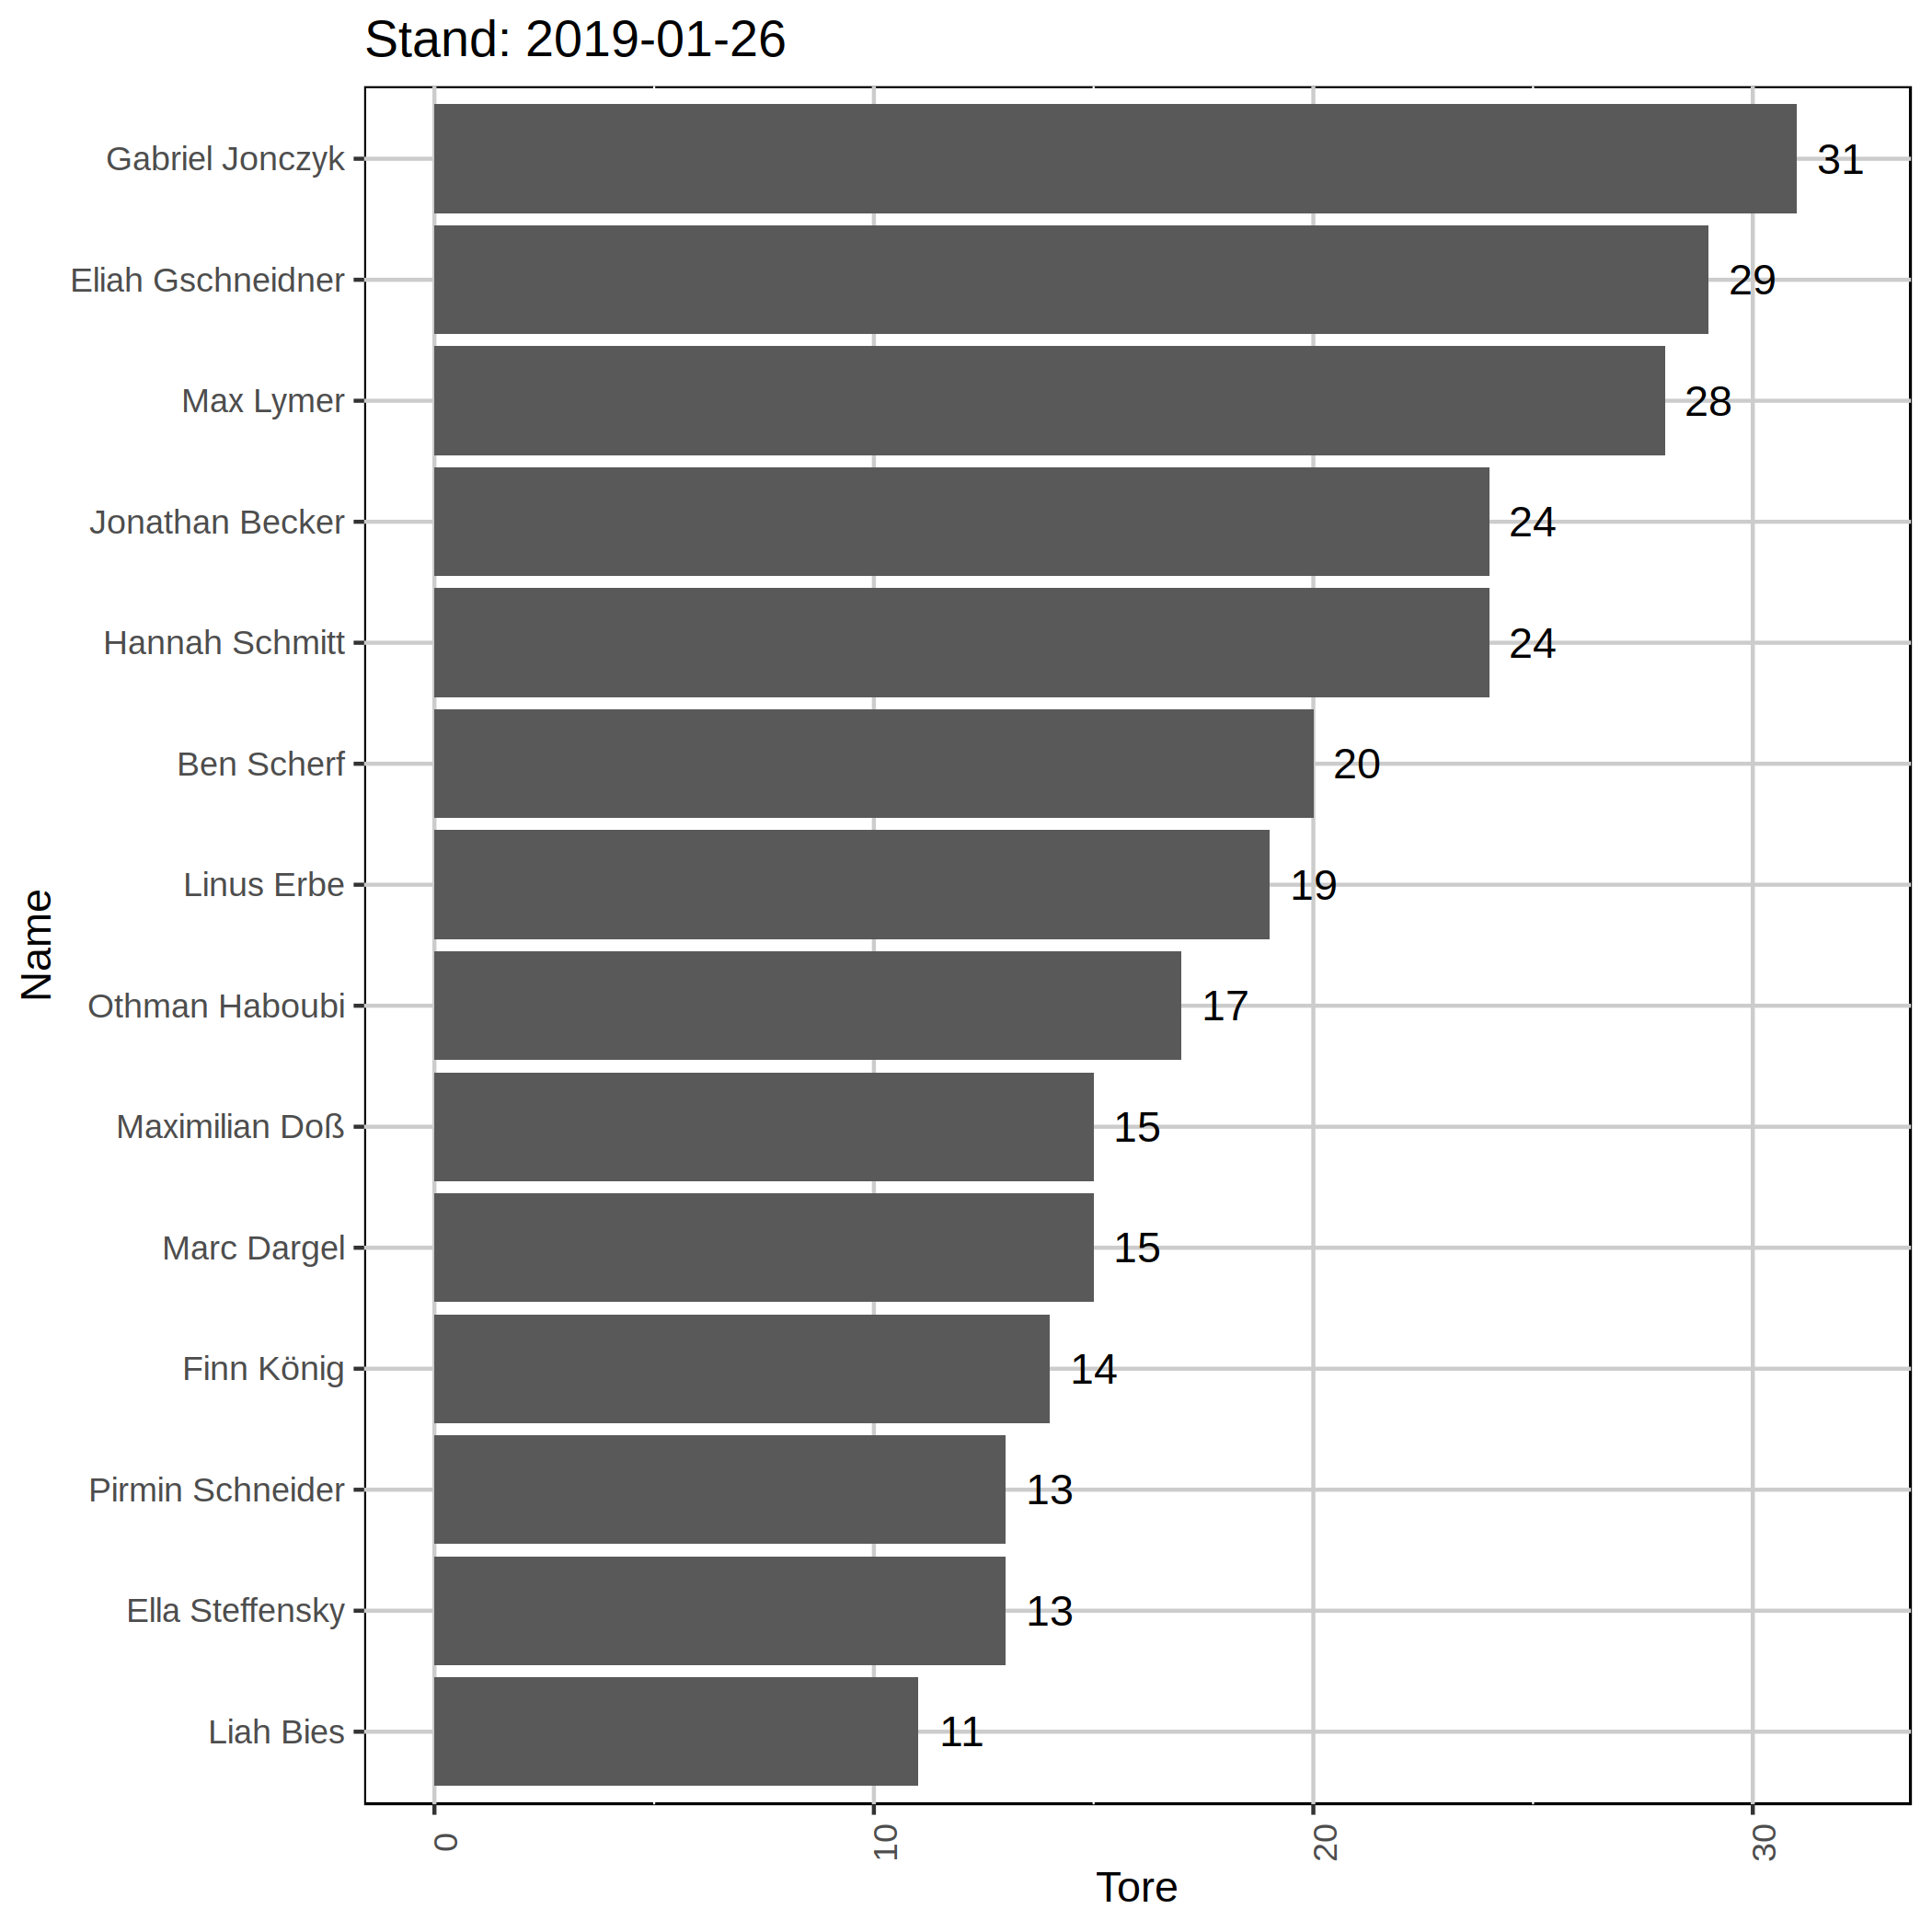 Stand: 2019-01-26
Name
Gabriel Jonczyk 31
Eliah Gschneidner 29
Max Lymer 28
Jonathan Becker 24
Hannah Schmitt 24
Ben Scherf 20
Linus Erbe 19
Othman Haboubi 17
Maximilian Doß 15
Marc Dargel 15
Finn König 14
Pirmin Schneider 13
Ella Steffensky 13
Liah Bies 11
0 10 20 30
Tore